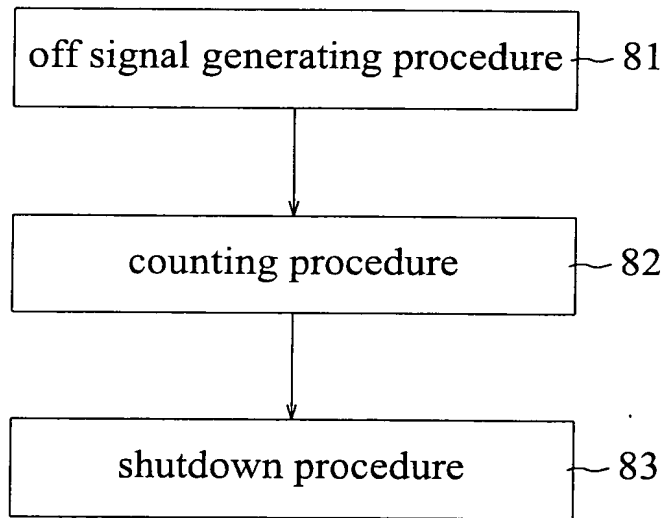 off signal generating procedure 81
counting procedure 82
shutdown procedure 83